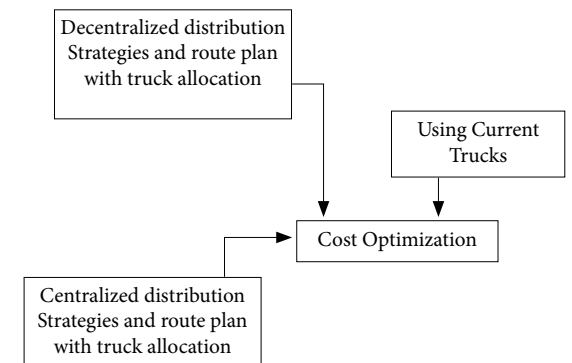 Decentralized distribution
Strategies and route plan
with truck allocation
Using Current
Trucks
Cost Optimization
Centralized distribution
Strategies and route plan
with truck allocation